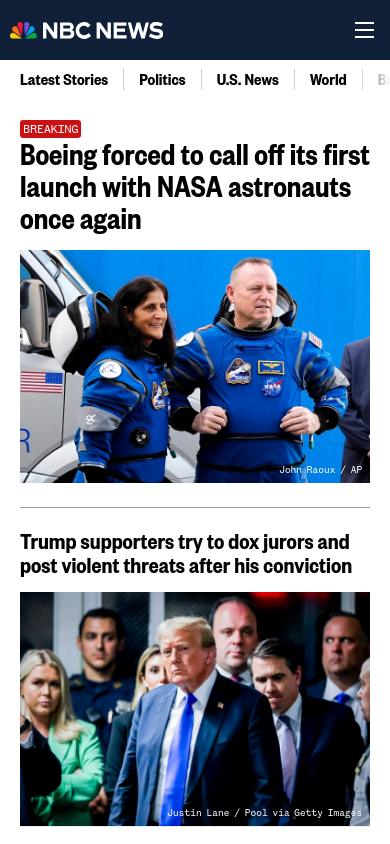 NBC NEWS
Latest Stories
Politics
U.S. News
World
BREAKING
Boeing forced to call off its first
launch with NASA astronauts
once again
NASA
John Raoux / AP
Trump supporters try to dox jurors and
post violent threats after his conviction
Justin Lane / Pool via Getty Images